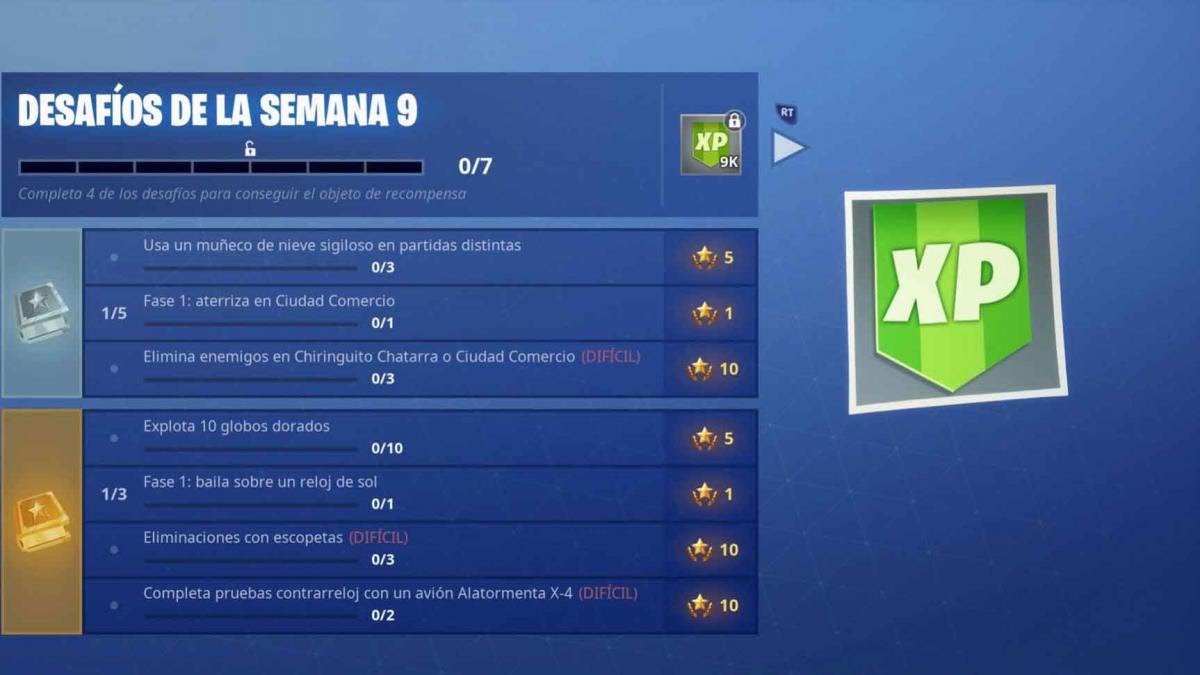 DESAFÍOS DE LA SEMANA 9
0/7
Completa 4 de los desafíos para conseguir el objeto de recompensa
XP
9K
RT
XP
Usa un muñeco de nieve sigiloso en partidas distintas
0/3
5
1/5
Fase 1: aterriza en Ciudad Comercio
0/1
1
Elimina enemigos en Chiringuito Chatarra o Ciudad Comercio (DIFÍCIL)
0/3
10
Explota 10 globos dorados
0/10
5
1/3
Fase 1: baila sobre un reloj de sol
0/1
1
Eliminaciones con escopetas (DIFÍCIL)
0/3
10
Completa pruebas contrarreloj con un avión Alatormenta X-4 (DIFÍCIL)
0/2
10